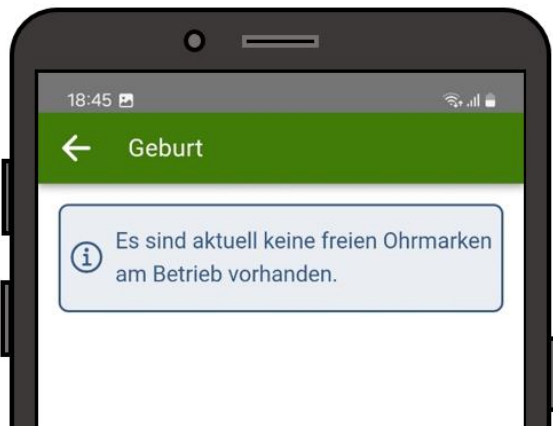 18:45
Geburt
Es sind aktuell keine freien Ohrmarken
am Betrieb vorhanden.